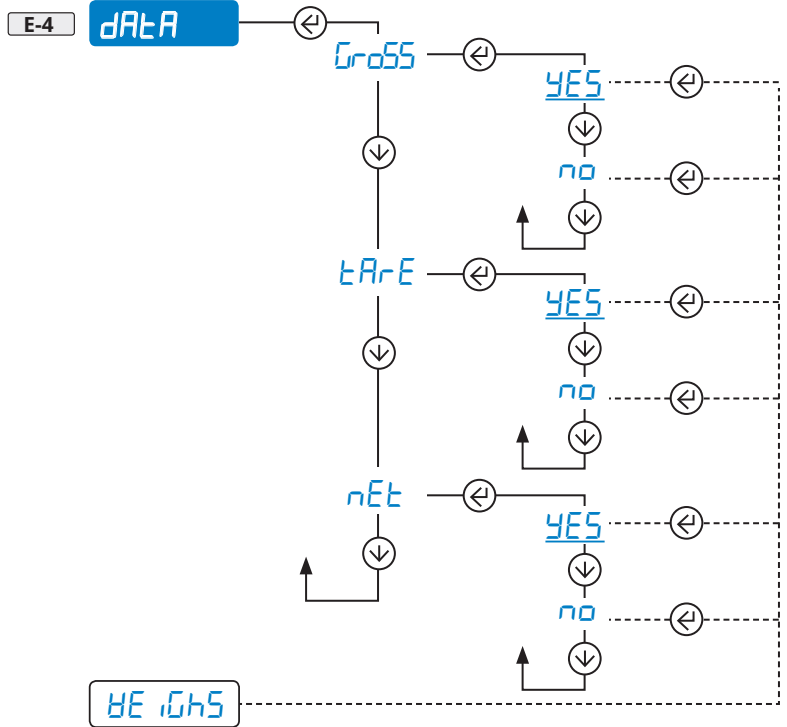 E-4 dAtA
GroSS
YES
no
tArE
YES
no
nEt
YES
no
WEiGhS